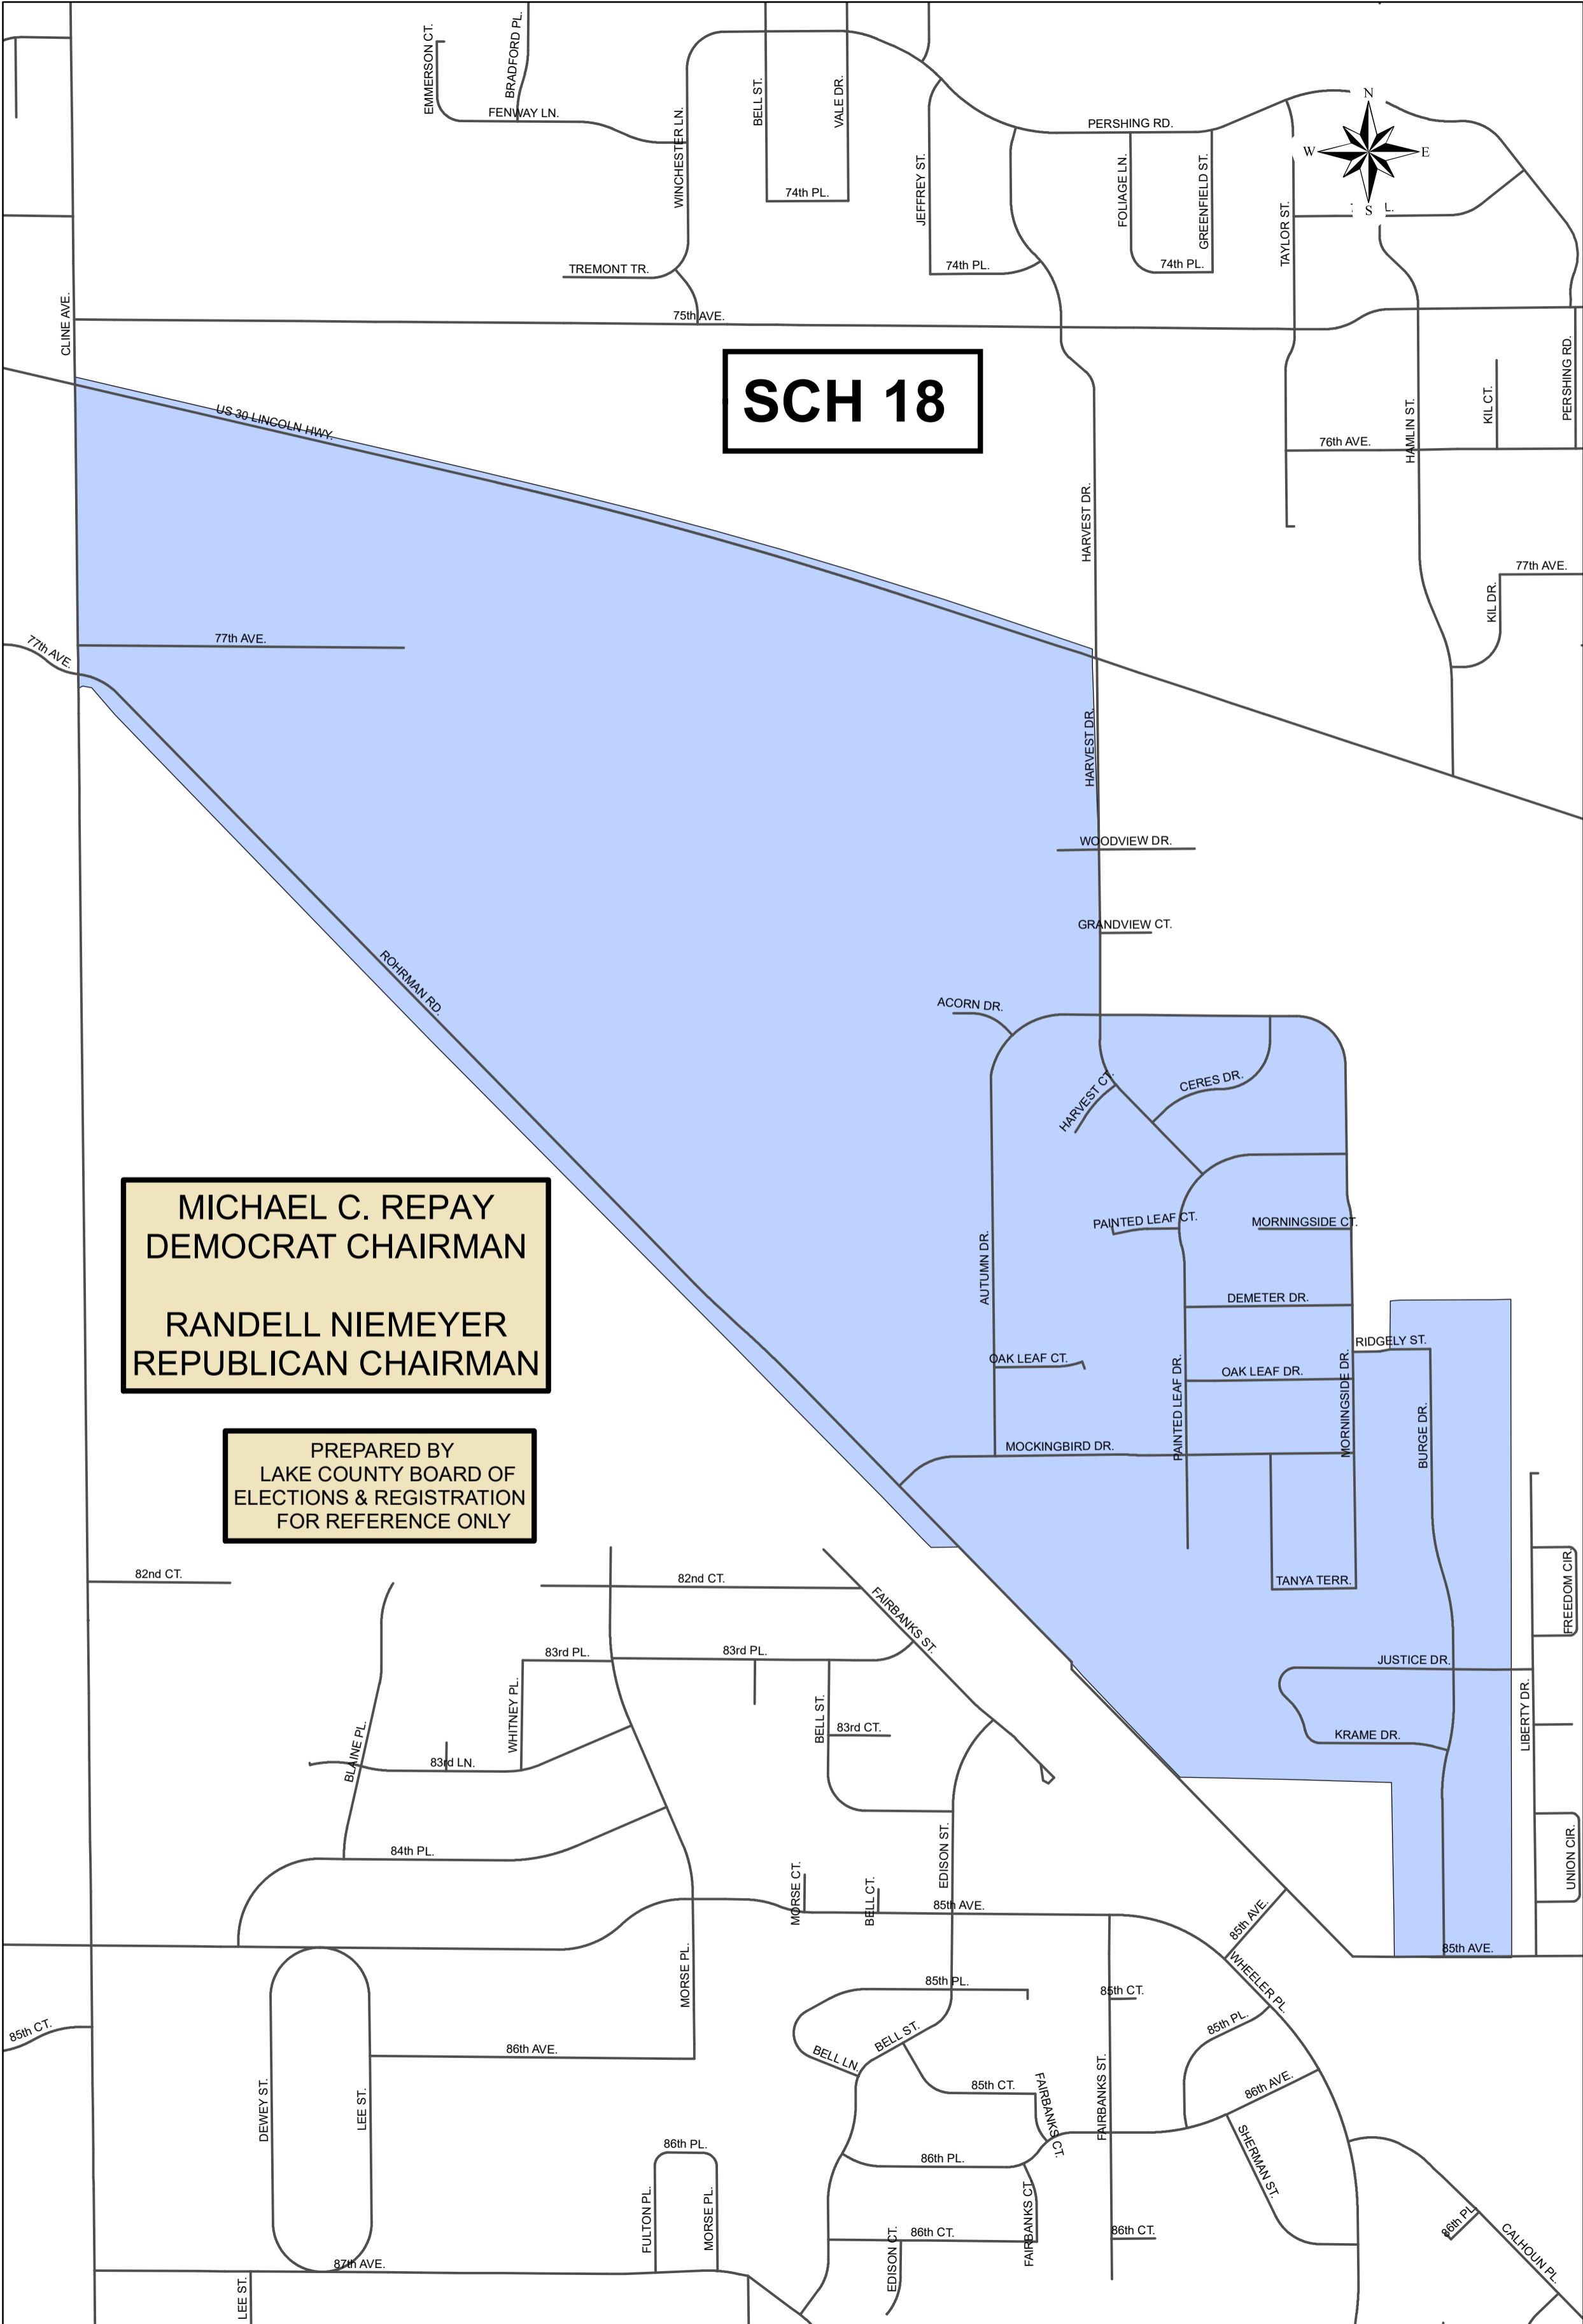 EMMERSON CT.
BRADFORD PL.
FENWAY LN.
WINCHESTER LN.
BELL ST.
VALE DR.
74th PL.
JEFFREY ST.
PERSHING RD.
FOLIAGE LN.
GREENFIELD ST.
TAYLOR ST.
N
W
E
S
L.
TREMONT TR.
74th PL.
74th PL.
CLINE AVE.
75th AVE.
SCH 18
US 30 LINCOLN HWY.
HARVEST DR.
76th AVE.
HAMLIN ST.
KIL CT.
PERSHING RD.
77th AVE.
KIL DR.
77th AVE.
77th AVE.
HARVEST DR.
WOODVIEW DR.
GRANDVIEW CT.
ROHRMAN RD.
ACORN DR.
HARVEST CT.
CERES DR.
MICHAEL C. REPAY
DEMOCRAT CHAIRMAN
RANDELL NIEMEYER
REPUBLICAN CHAIRMAN
PAINTED LEAF CT.
MORNINGSIDE CT.
AUTUMN DR.
DEMETER DR.
RIDGELY ST.
OAK LEAF CT.
OAK LEAF DR.
PAINTED LEAF DR.
MORNINGSIDE DR.
BURGE DR.
MOCKINGBIRD DR.
PREPARED BY
LAKE COUNTY BOARD OF
ELECTIONS & REGISTRATION
FOR REFERENCE ONLY
82nd CT.
82nd CT.
FAIRBANKS ST.
TANYA TERR.
FREEDOM CIR.
83rd PL.
83rd PL.
JUSTICE DR.
WHITNEY PL.
BELL ST.
83rd CT.
LIBERTY DR.
KRAME DR.
BLAINE PL.
83rd LN.
84th PL.
EDISON ST.
UNION CIR.
MORSE CT.
BELL CT.
85th AVE.
85th AVE.
85th AVE.
WHEELER PL.
MORSE PL.
85th PL.
85th CT.
85th PL.
85th CT.
86th AVE.
BELL ST.
BELL LN.
85th CT.
FAIRBANKS CT.
FAIRBANKS ST.
86th AVE.
DEWEY ST.
LEE ST.
86th PL.
86th PL.
SHERMAN ST.
FULTON PL.
MORSE PL.
FAIRBANKS CT.
86th CT.
86th CT.
EDISON CT.
86th PL.
CALHOUN PL.
87th AVE.
LEE ST.